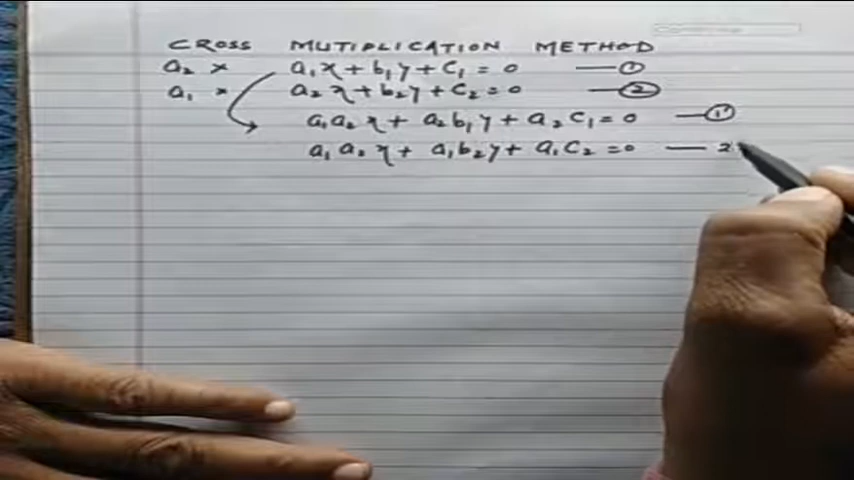 CROSS MUTIPLICATION METHOD
a₂ × a₁x + b₁y + c₁ = 0 — ①
a₁ × a₂x + b₂y + c₂ = 0 — ②
a₁a₂x + a₂b₁y + a₂c₁ = 0 — ①'
a₁a₂x + a₁b₂y + a₁c₂ = 0 — 2